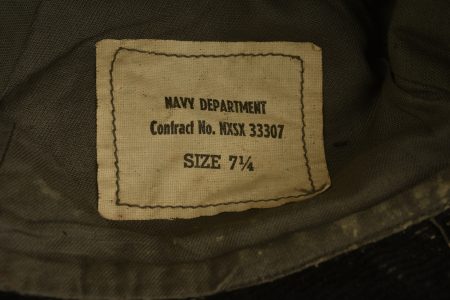 NAVY DEPARTMENT
Contract No. NXSX 33307
SIZE 7¼